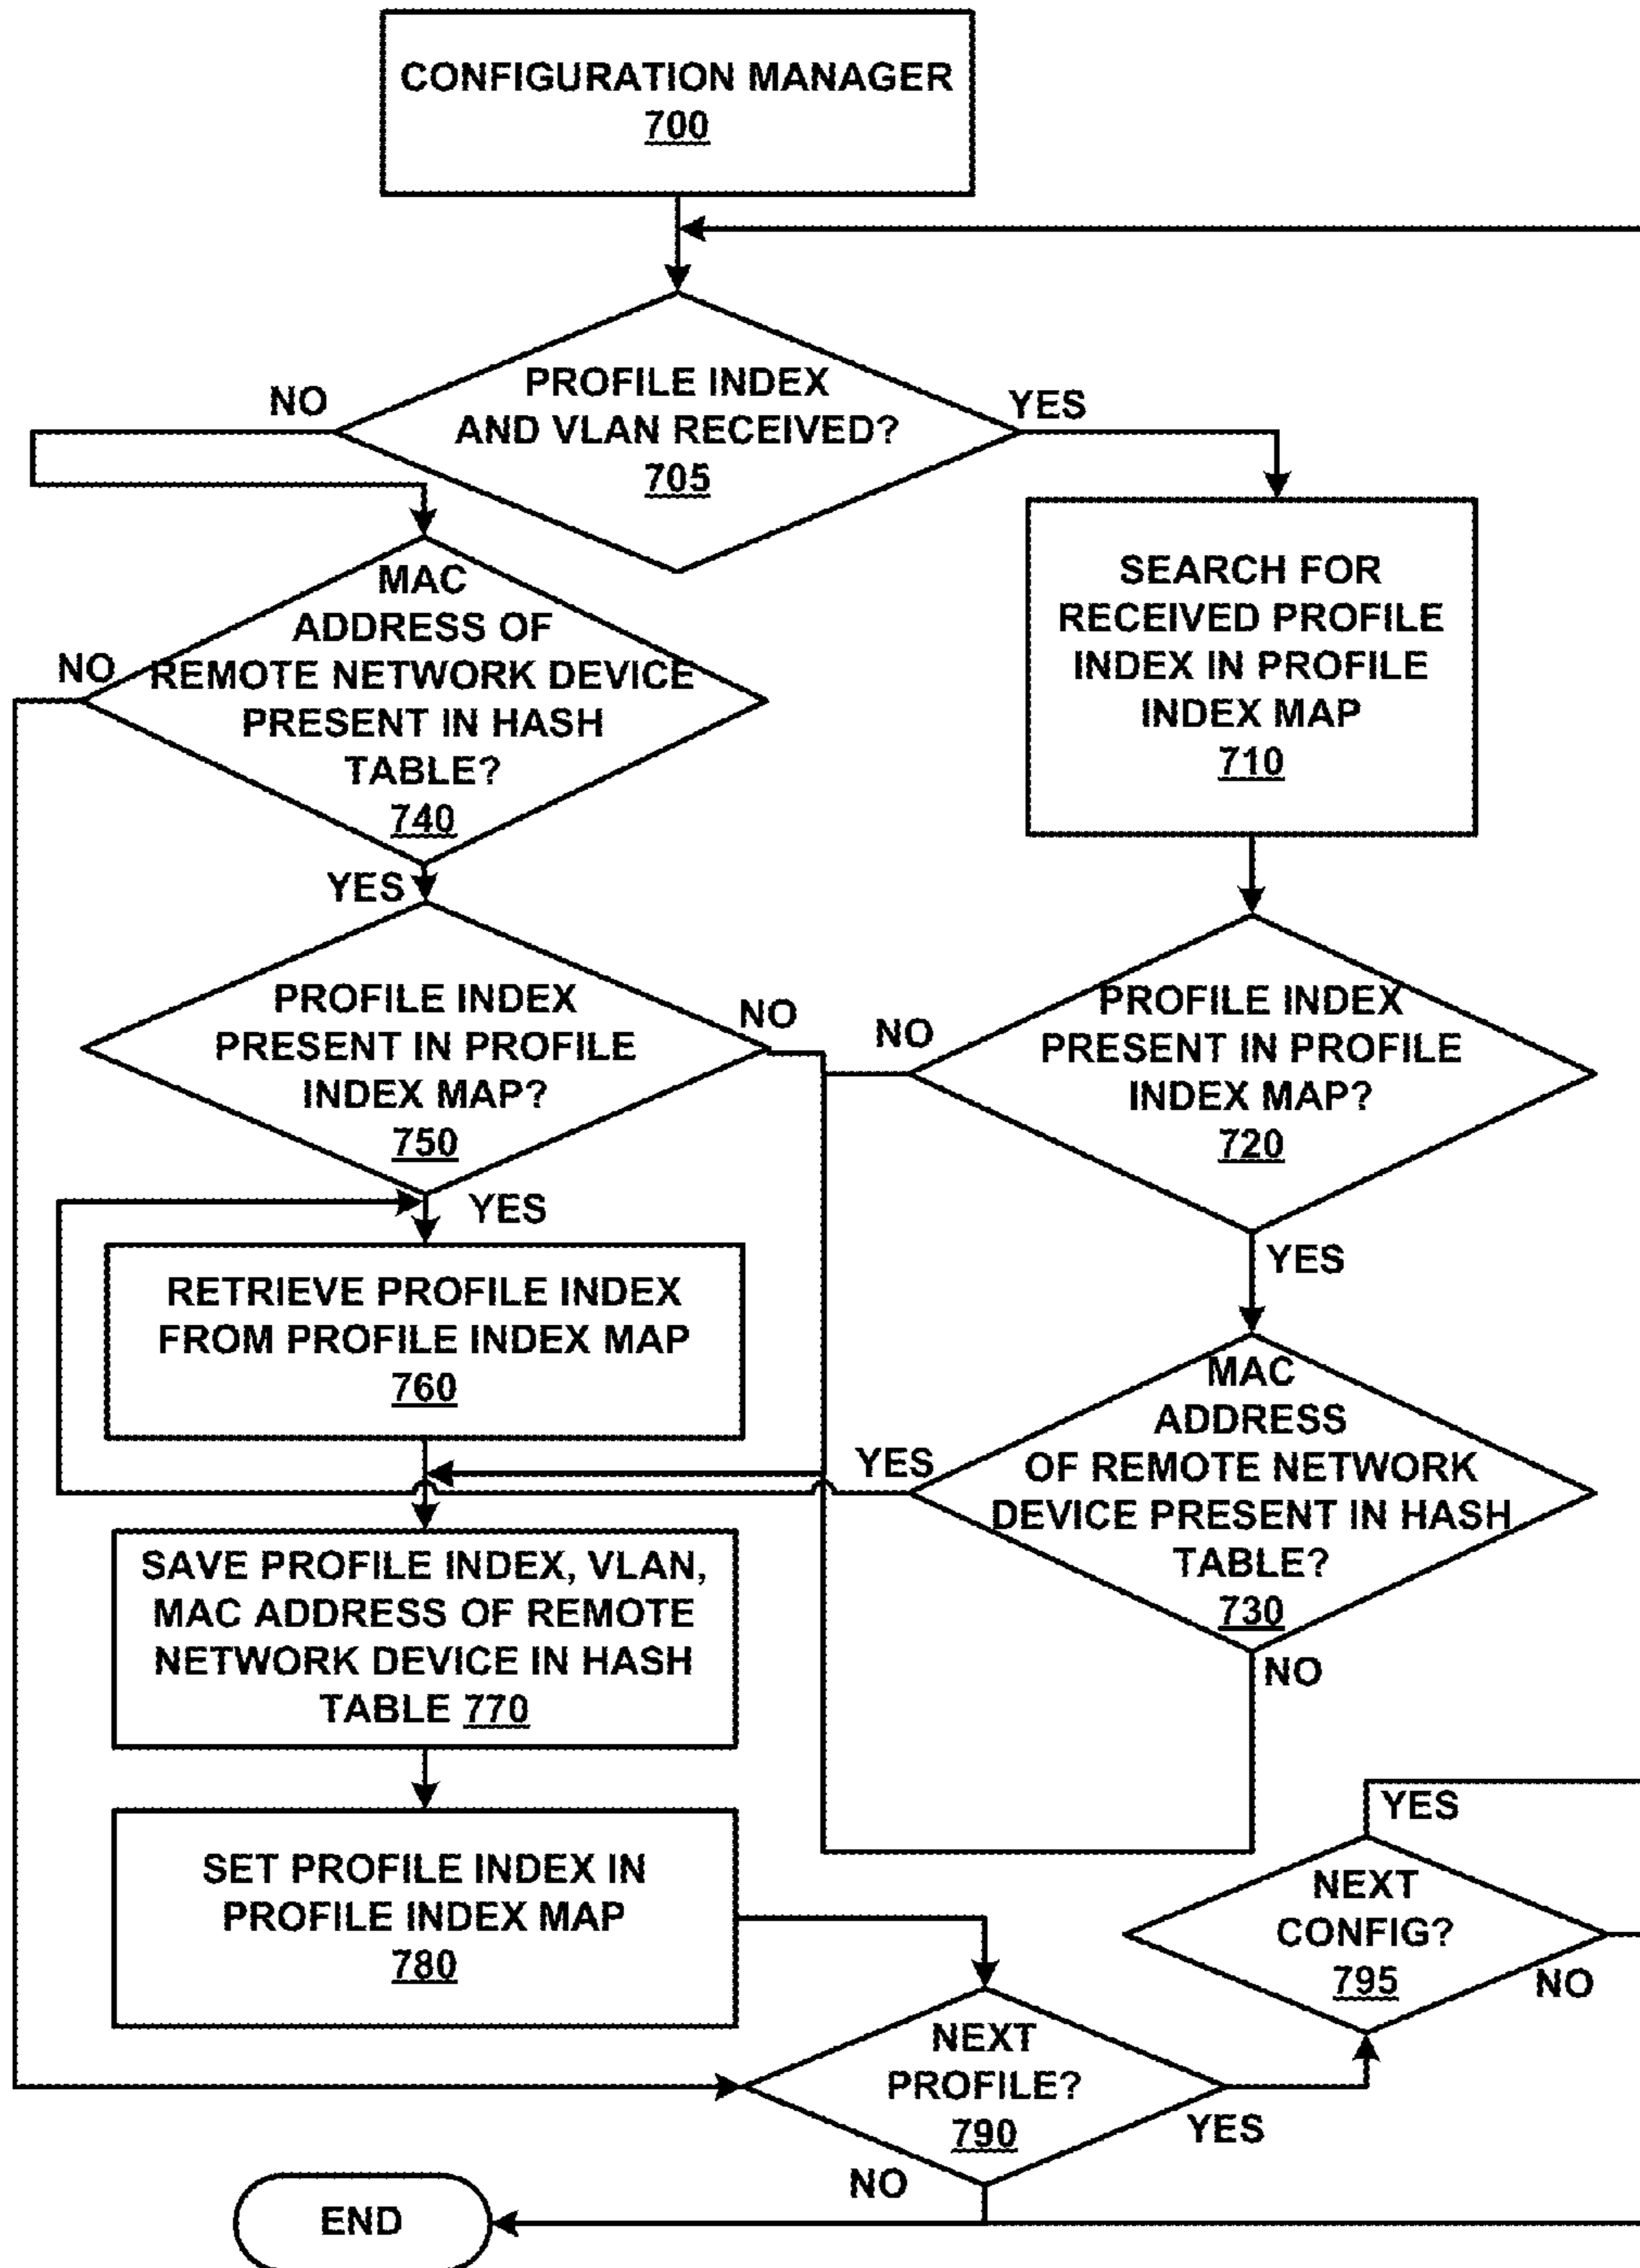 CONFIGURATION MANAGER
700
PROFILE INDEX
AND VLAN RECEIVED?
705
NO
YES
MAC
ADDRESS OF
REMOTE NETWORK DEVICE
PRESENT IN HASH
TABLE?
740
NO
YES
SEARCH FOR
RECEIVED PROFILE
INDEX IN PROFILE
INDEX MAP
710
PROFILE INDEX
PRESENT IN PROFILE
INDEX MAP?
750
NO
YES
PROFILE INDEX
PRESENT IN PROFILE
INDEX MAP?
720
NO
YES
RETRIEVE PROFILE INDEX
FROM PROFILE INDEX MAP
760
MAC
ADDRESS
OF REMOTE NETWORK
DEVICE PRESENT IN HASH
TABLE?
730
YES
NO
SAVE PROFILE INDEX, VLAN,
MAC ADDRESS OF REMOTE
NETWORK DEVICE IN HASH
TABLE 770
SET PROFILE INDEX IN
PROFILE INDEX MAP
780
YES
NEXT
CONFIG?
795
NO
NEXT
PROFILE?
790
YES
NO
END